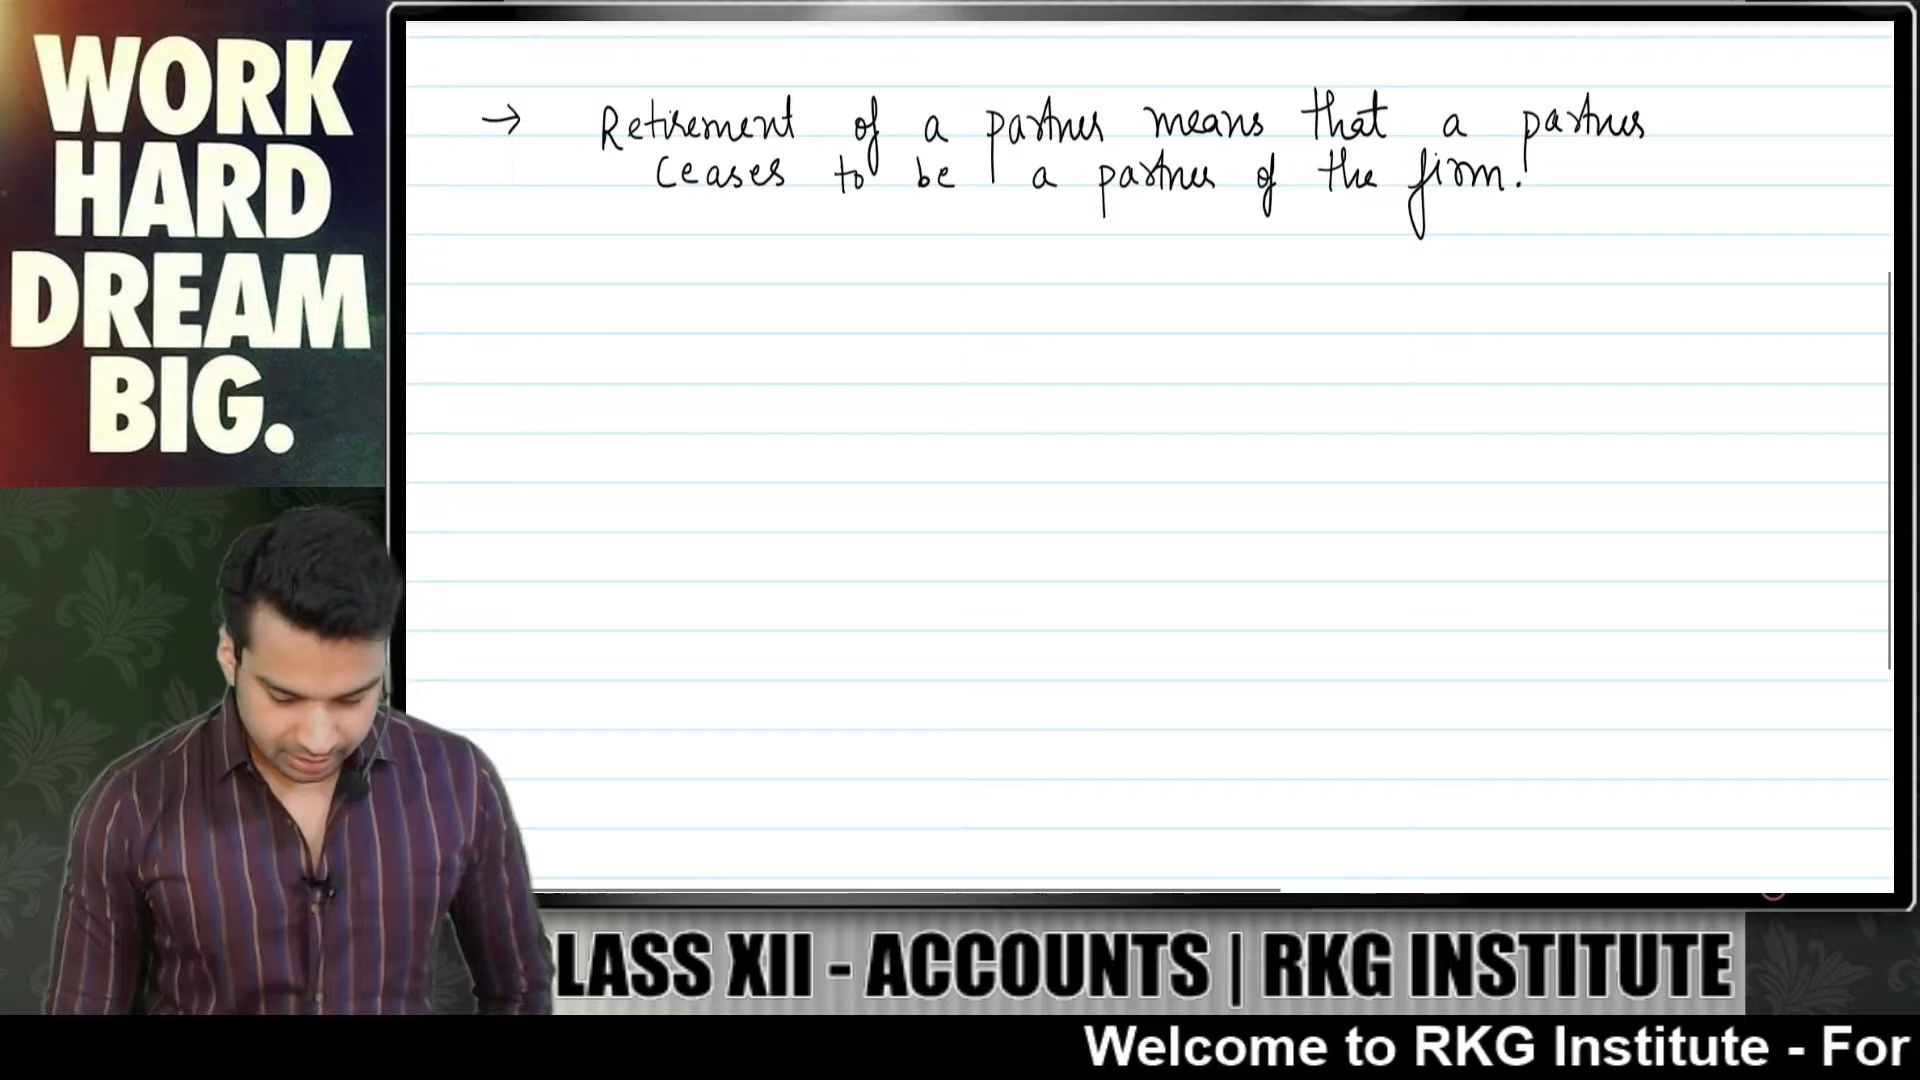 WORK
HARD
DREAM
BIG.
→ Retirement of a partner means that a partner
ceases to be a partner of the firm.
LASS XII - ACCOUNTS | RKG INSTITUTE
Welcome to RKG Institute - For